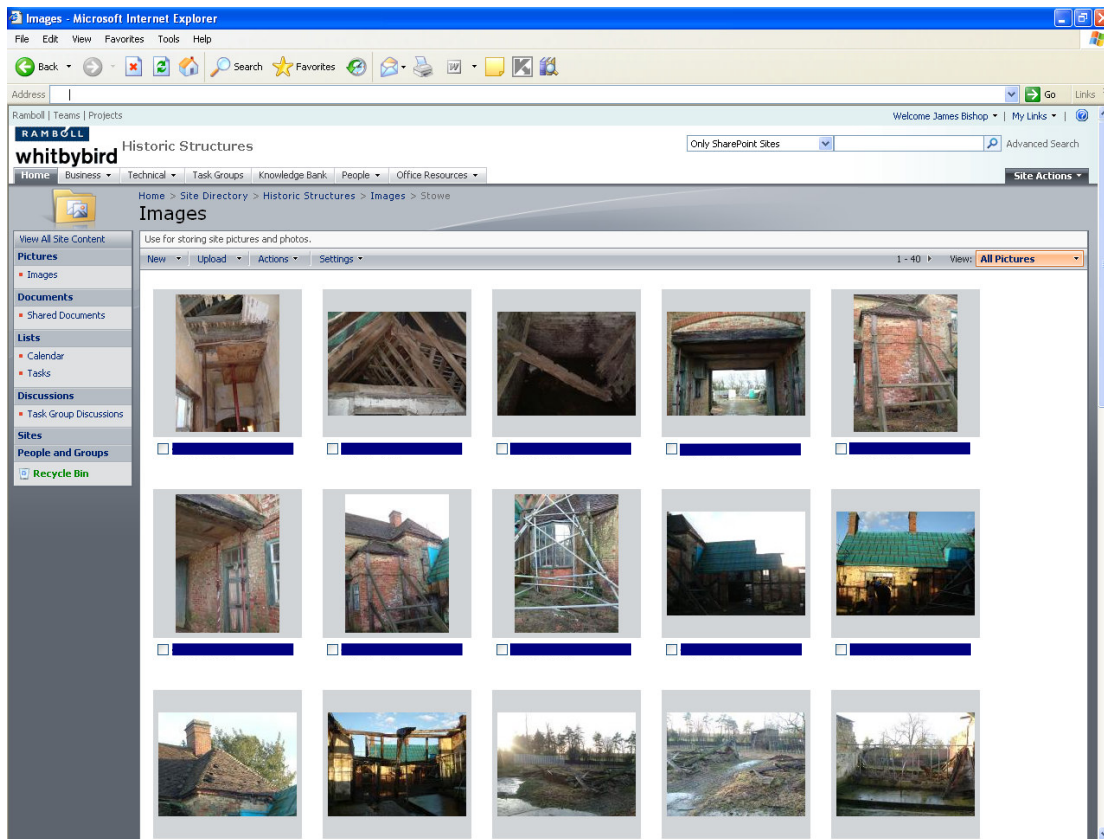 Images - Microsoft Internet Explorer
File Edit View Favorites Tools Help
Back Search Favorites
Address Go Links
Ramboll | Teams | Projects Welcome James Bishop | My Links
RAMBOLL
whitbybird Historic Structures Only SharePoint Sites Advanced Search
Home Business Technical Task Groups Knowledge Bank People Office Resources Site Actions
Home > Site Directory > Historic Structures > Images > Stowe
Images
View All Site Content
Use for storing site pictures and photos.
New Upload Actions Settings 1 - 40 View: All Pictures
Pictures
Images
Documents
Shared Documents
Lists
Calendar
Tasks
Discussions
Task Group Discussions
Sites
People and Groups
Recycle Bin